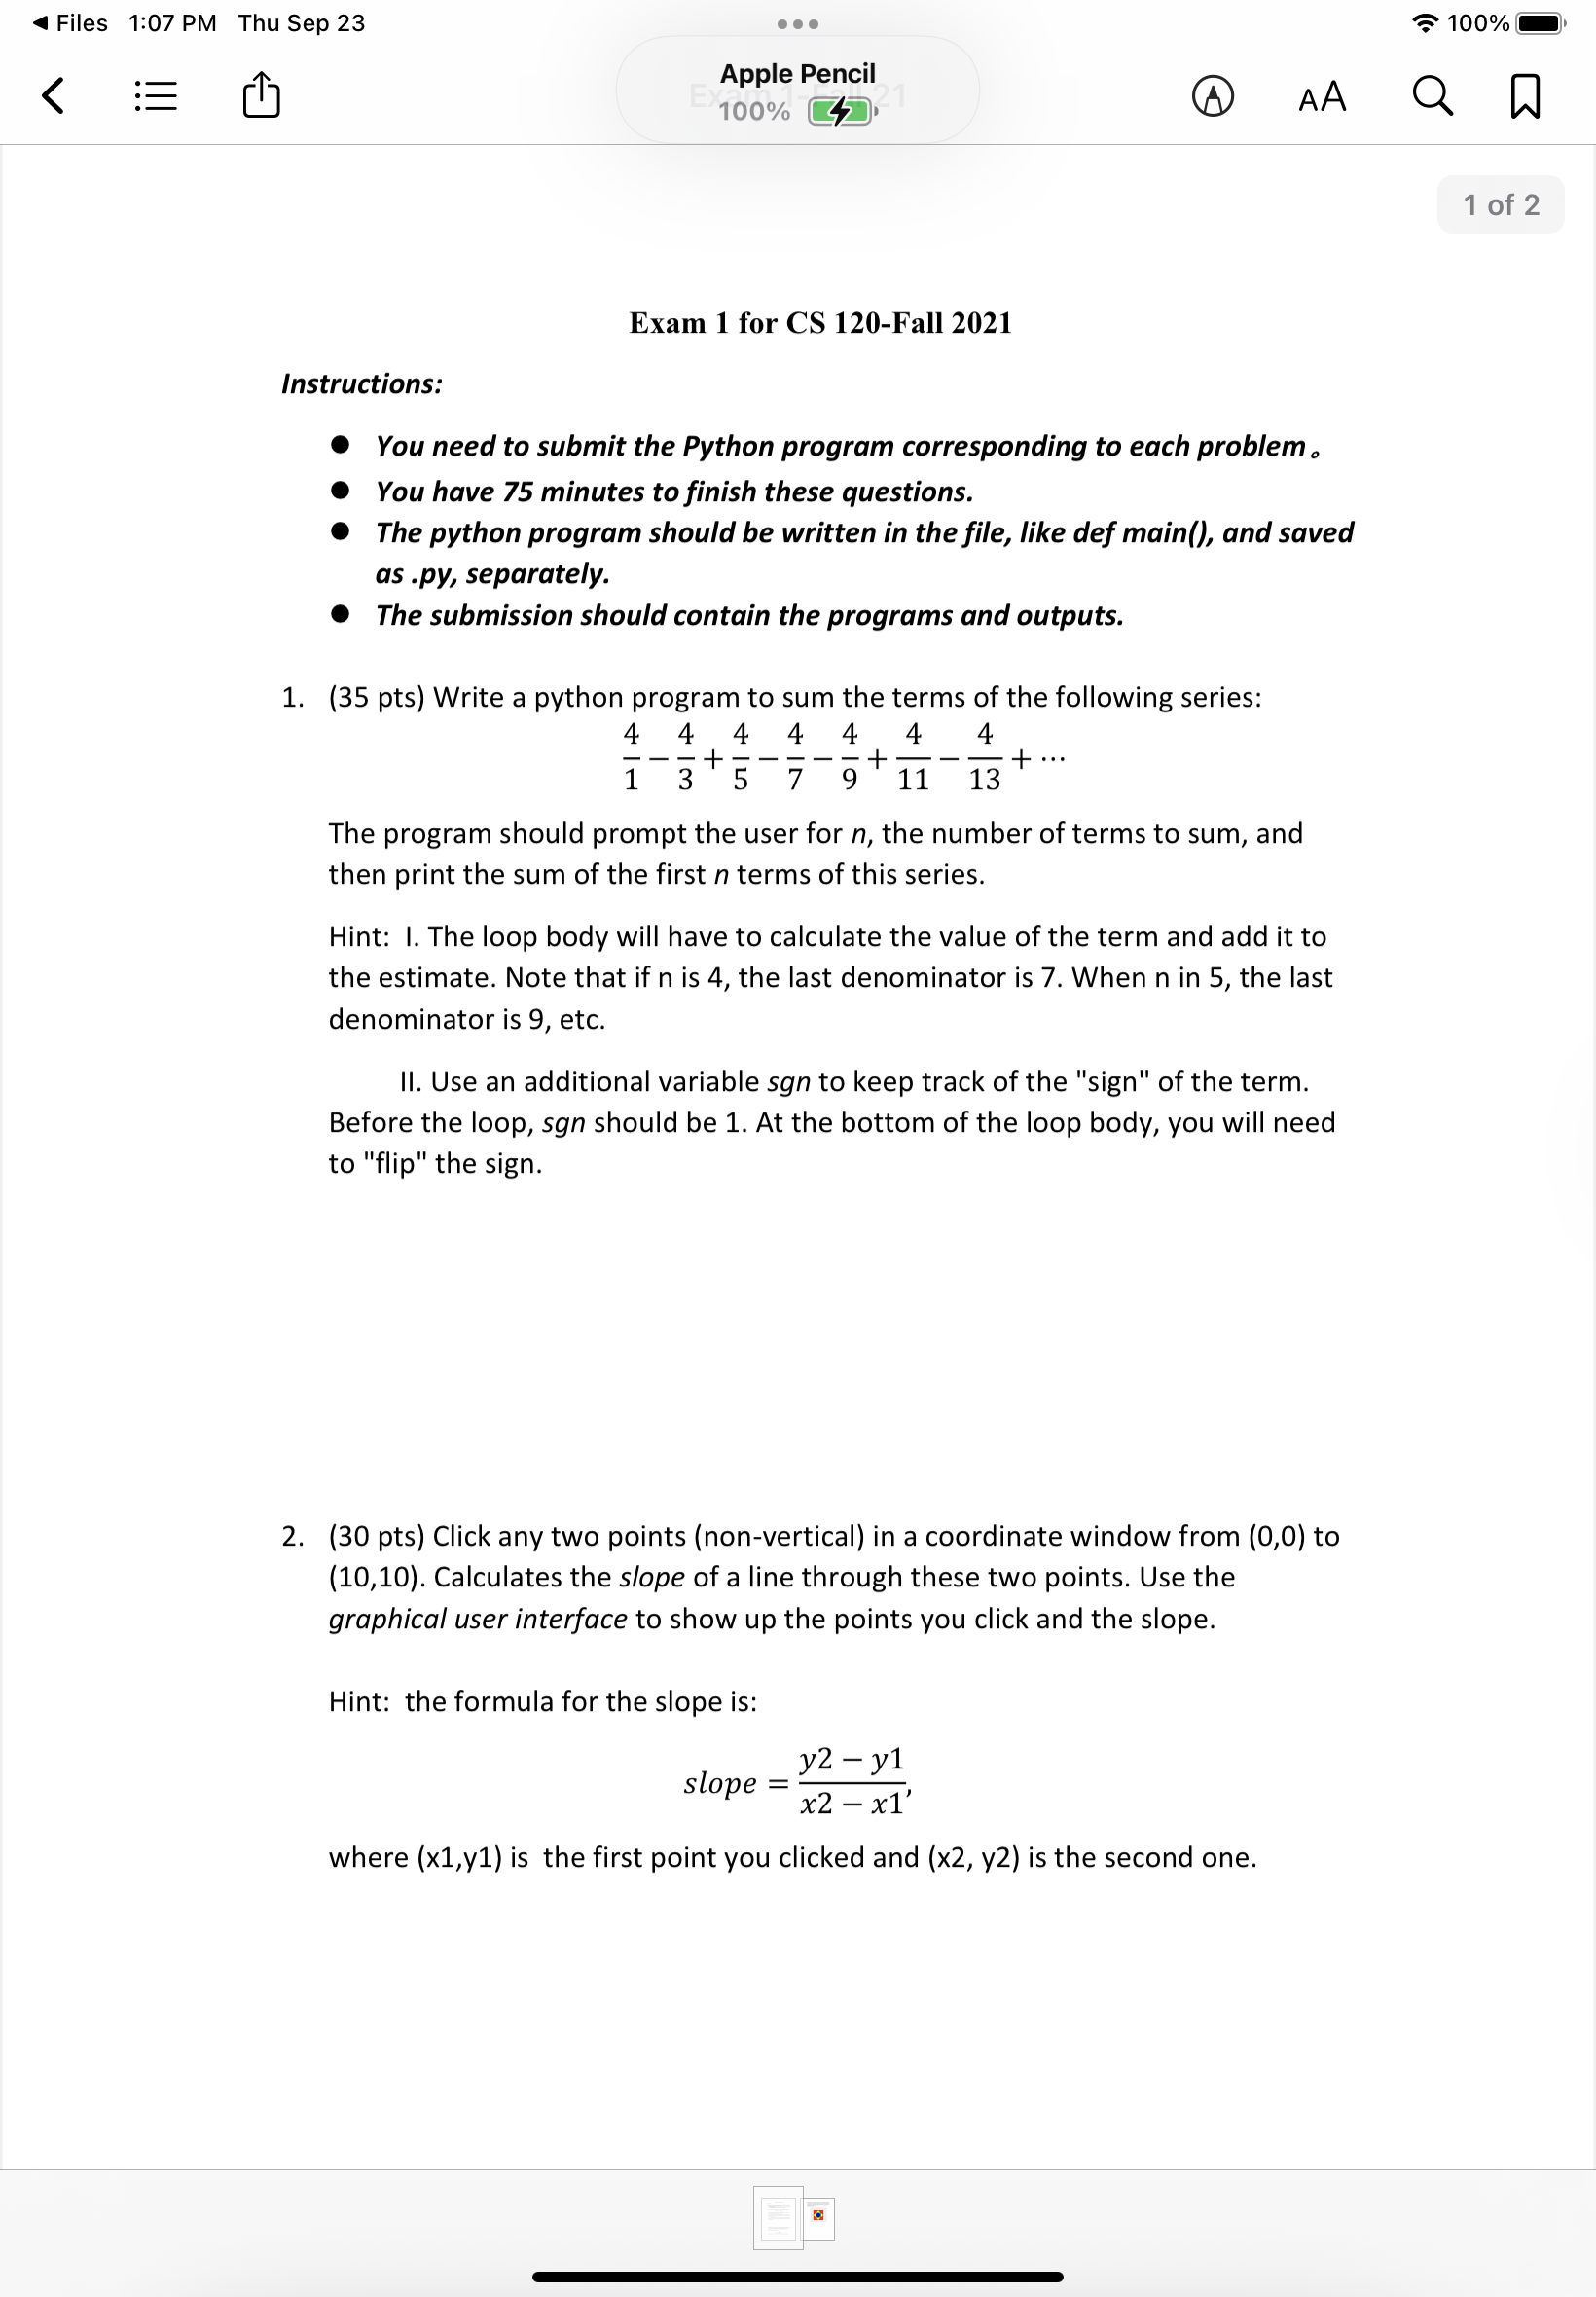 ◀ Files 1:07 PM Thu Sep 23
100%
Apple Pencil
Exam 1-Fall 21
100%
AA
1 of 2
Exam 1 for CS 120-Fall 2021
Instructions:
● You need to submit the Python program corresponding to each problem。
● You have 75 minutes to finish these questions.
● The python program should be written in the file, like def main(), and saved
as .py, separately.
● The submission should contain the programs and outputs.
1. (35 pts) Write a python program to sum the terms of the following series:
4/1 − 4/3 + 4/5 − 4/7 − 4/9 + 4/11 − 4/13 + ⋯
The program should prompt the user for n, the number of terms to sum, and
then print the sum of the first n terms of this series.
Hint: I. The loop body will have to calculate the value of the term and add it to
the estimate. Note that if n is 4, the last denominator is 7. When n in 5, the last
denominator is 9, etc.
II. Use an additional variable sgn to keep track of the "sign" of the term.
Before the loop, sgn should be 1. At the bottom of the loop body, you will need
to "flip" the sign.
2. (30 pts) Click any two points (non-vertical) in a coordinate window from (0,0) to
(10,10). Calculates the slope of a line through these two points. Use the
graphical user interface to show up the points you click and the slope.
Hint: the formula for the slope is:
slope = y2 − y1 / x2 − x1,
where (x1,y1) is the first point you clicked and (x2, y2) is the second one.